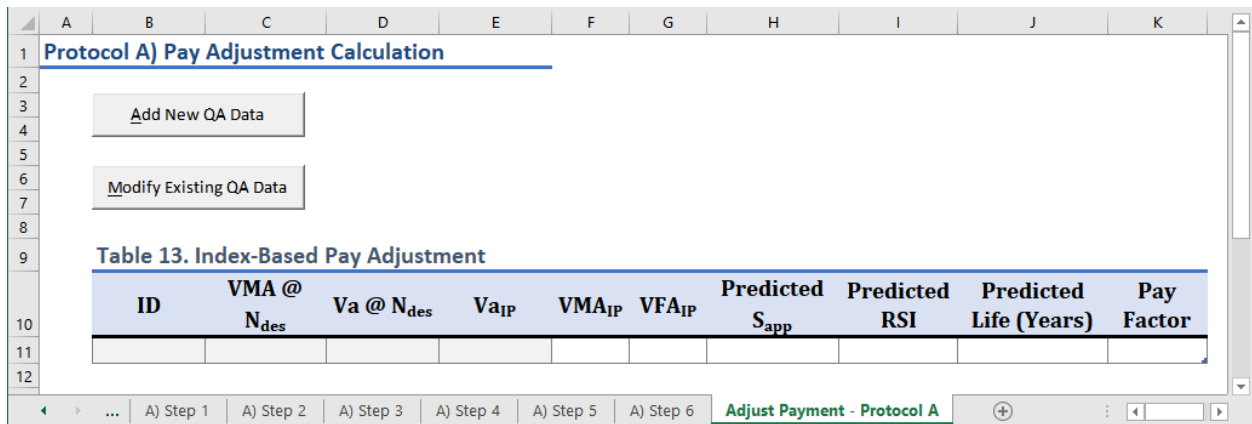 A B C D E F G H I J K
1 Protocol A) Pay Adjustment Calculation
2
3 Add New QA Data
4
5
6 Modify Existing QA Data
7
8
9 Table 13. Index-Based Pay Adjustment
10 ID VMA @ Ndes Va @ Ndes VaIP VMAIP VFAIP Predicted Sapp Predicted RSI Predicted Life (Years) Pay Factor
11
12
... A) Step 1 A) Step 2 A) Step 3 A) Step 4 A) Step 5 A) Step 6 Adjust Payment - Protocol A